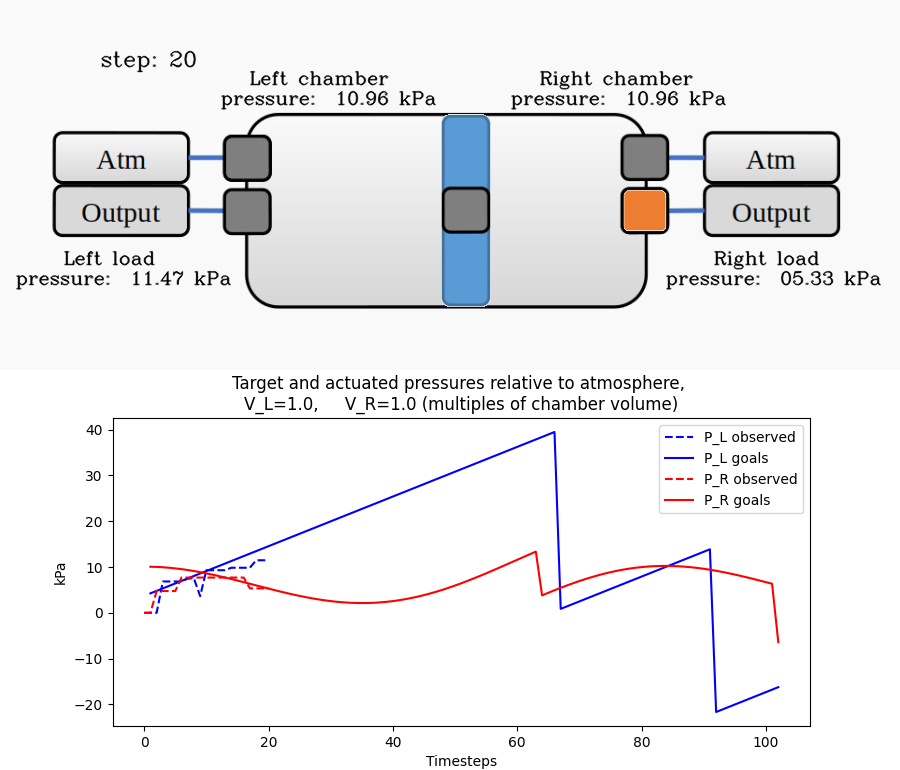 step: 20
Left chamber
pressure: 10.96 kPa
Right chamber
pressure: 10.96 kPa
Atm
Output
Atm
Output
Left load
pressure: 11.47 kPa
Right load
pressure: 05.33 kPa
Target and actuated pressures relative to atmosphere,
V_L=1.0, V_R=1.0 (multiples of chamber volume)
P_L observed
P_L goals
P_R observed
P_R goals
kPa
40
30
20
10
0
−10
−20
0 20 40 60 80 100
Timesteps